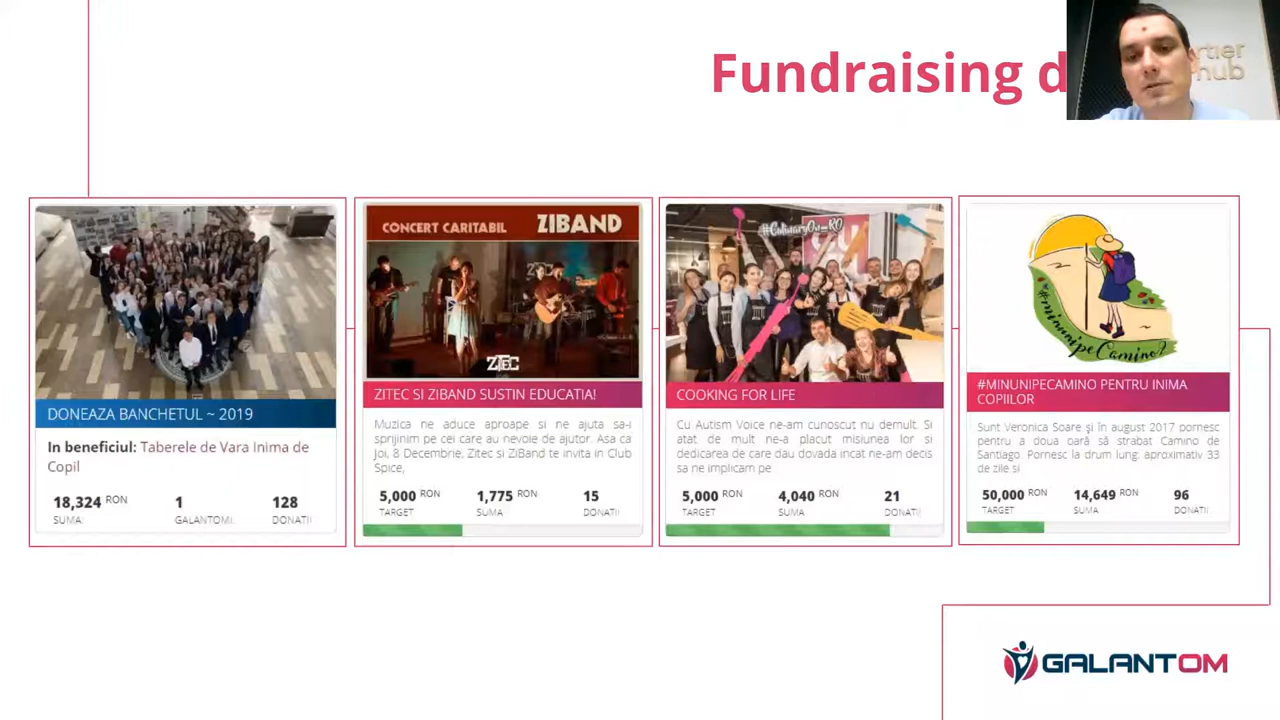 Fundraising d
rtier
hub
DONEAZA BANCHETUL ~ 2019
In beneficiul: Taberele de Vara Inima de
Copil
18,324 RON
SUMA
1
GALANTOMI
128
DONATII
CONCERT CARITABIL ZIBAND
ZITEC
ZITEC SI ZIBAND SUSTIN EDUCATIA!
Muzica ne aduce aproape si ne ajuta sa-i
sprijinim pe cei care au nevoie de ajutor. Asa ca
joi, 8 Decembrie, Zitec si ZiBand te invita in Club
Spice,
5,000 RON
TARGET
1,775 RON
SUMA
15
DONATII
#CulinaryOn_RO
COOKING FOR LIFE
Cu Autism Voice ne-am cunoscut nu demult. Si
atat de mult ne-a placut misiunea lor si
dedicarea de care dau dovada incat ne-am decis
sa ne implicam pe
5,000 RON
TARGET
4,040 RON
SUMA
21
DONATII
#minunipeCamino2
#MINUNIPECAMINO PENTRU INIMA
COPIILOR
Sunt Veronica Soare şi în august 2017 pornesc
pentru a doua oară să strabat Camino de
Santiago. Pornesc la drum lung: aproximativ 33
de zile si
50,000 RON
TARGET
14,649 RON
SUMA
96
DONATII
GALANTOM